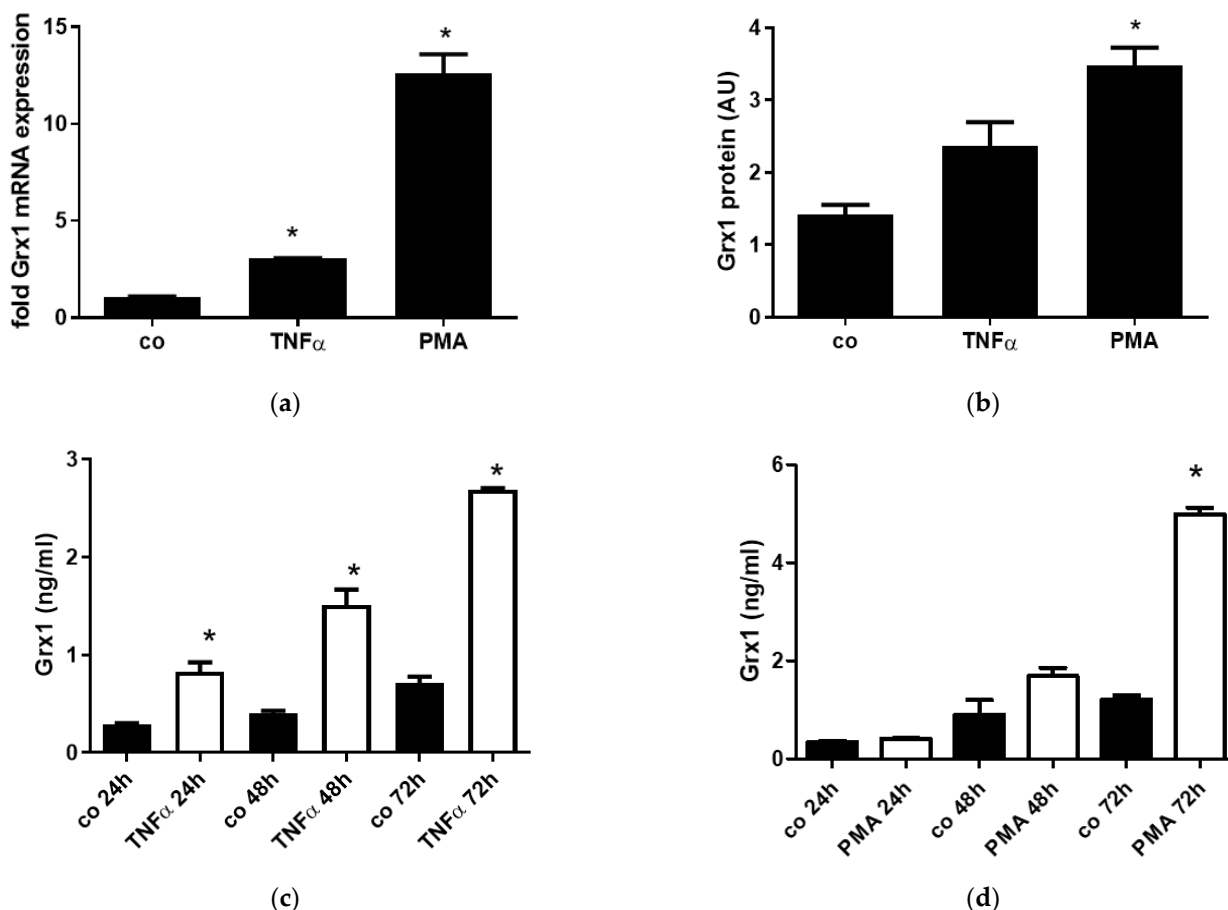 fold Grx1 mRNA expression
15
10
5
0
*
*
co TNFα PMA
(a)
Grx1 protein (AU)
4
3
2
1
0
*
co TNFα PMA
(b)
Grx1 (ng/ml)
3
2
1
0
*
*
*
co 24h
TNFα 24h
co 48h
TNFα 48h
co 72h
TNFα 72h
(c)
Grx1 (ng/ml)
6
4
2
0
*
co 24h
PMA 24h
co 48h
PMA 48h
co 72h
PMA 72h
(d)